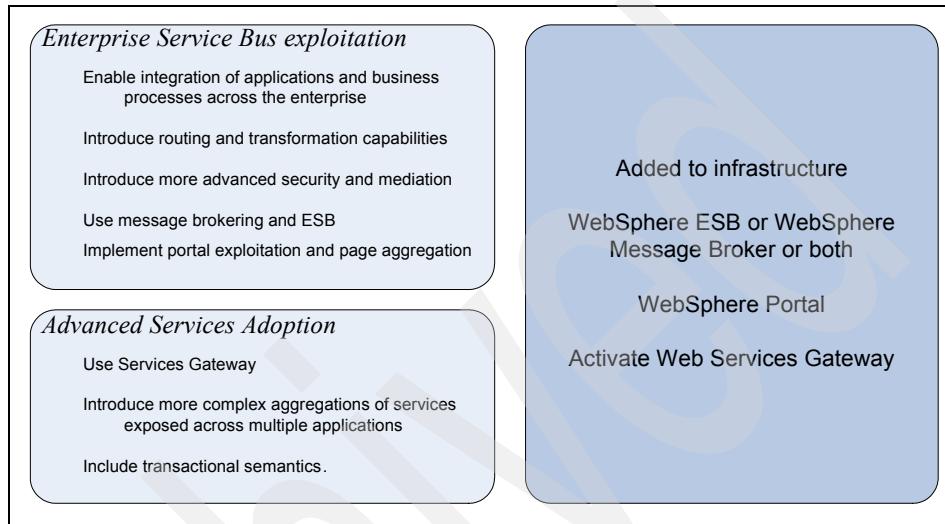 Enterprise Service Bus exploitation
Enable integration of applications and business
processes across the enterprise
Introduce routing and transformation capabilities
Introduce more advanced security and mediation
Use message brokering and ESB
Implement portal exploitation and page aggregation
Advanced Services Adoption
Use Services Gateway
Introduce more complex aggregations of services
exposed across multiple applications
Include transactional semantics.
Added to infrastructure
WebSphere ESB or WebSphere
Message Broker or both
WebSphere Portal
Activate Web Services Gateway